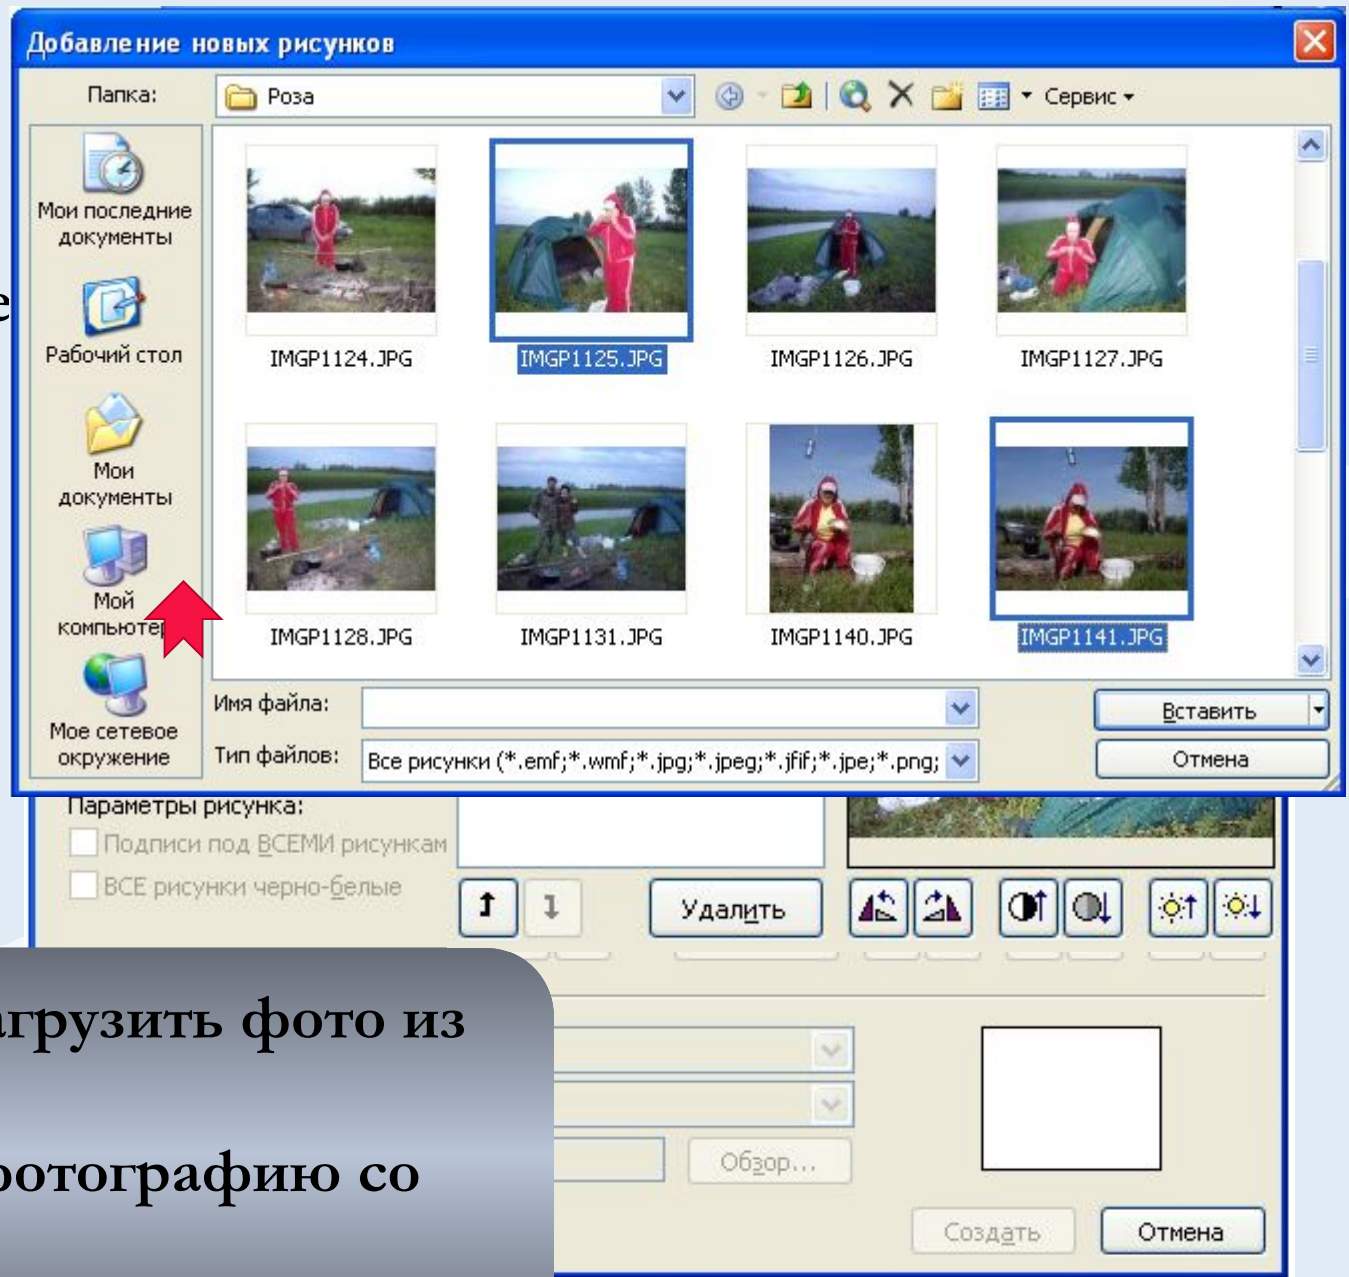 Добавление новых рисунков
Папка:
Роза
Сервис
Мои последние
документы
Рабочий стол
Мои
документы
Мой
компьютер
Мое сетевое
окружение
IMGP1124.JPG
IMGP1125.JPG
IMGP1126.JPG
IMGP1127.JPG
IMGP1128.JPG
IMGP1131.JPG
IMGP1140.JPG
IMGP1141.JPG
Имя файла:
Вставить
Тип файлов:
Все рисунки (*.emf;*.wmf;*.jpg;*.jpeg;*.jfif;*.jpe;*.png;
Отмена
е
Параметры рисунка:
Подписи под ВСЕМИ рисункам
ВСЕ рисунки черно-белые
Удалить
агрузить фото из
фотографию со
Обзор...
Создать
Отмена